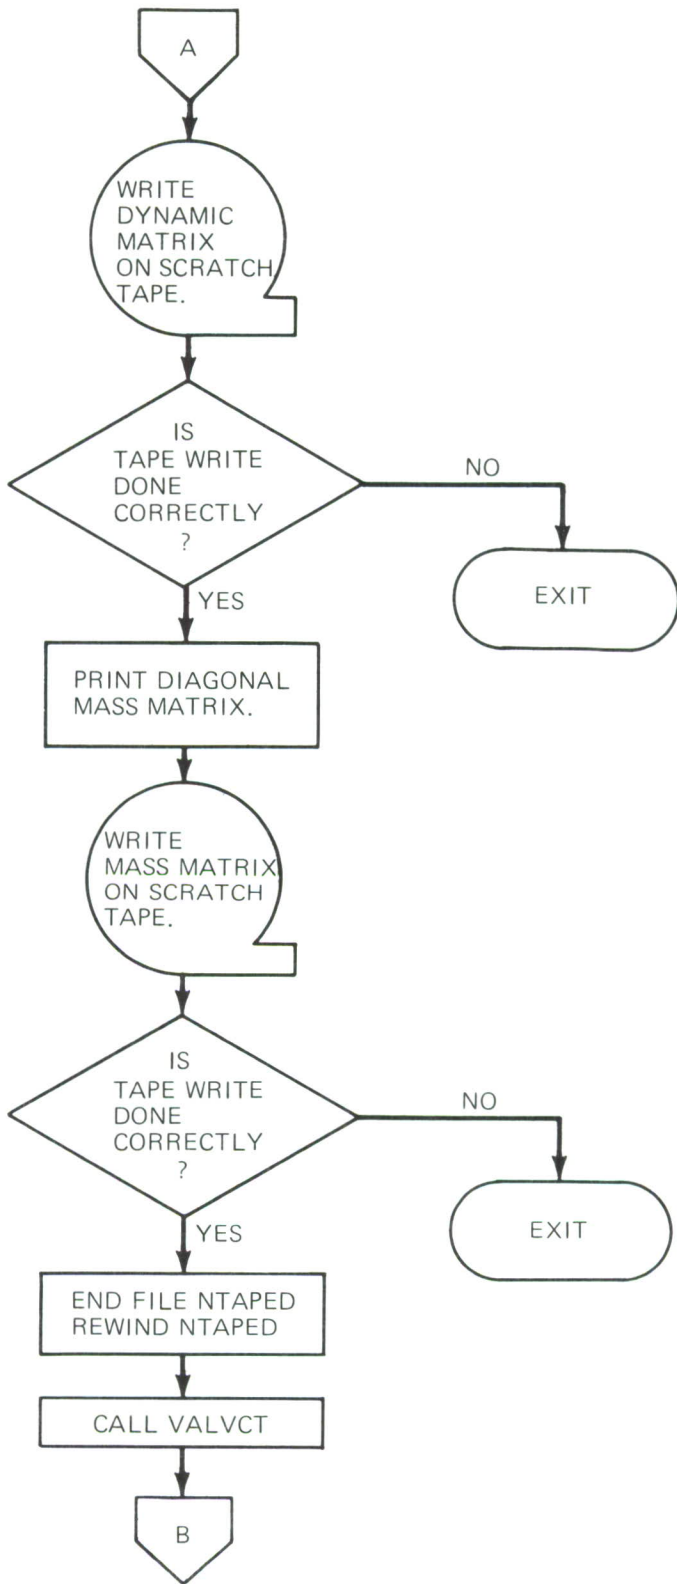 A
WRITE
DYNAMIC
MATRIX
ON SCRATCH
TAPE.
IS
TAPE WRITE
DONE
CORRECTLY
?
NO
EXIT
YES
PRINT DIAGONAL
MASS MATRIX.
WRITE
MASS MATRIX
ON SCRATCH
TAPE.
IS
TAPE WRITE
DONE
CORRECTLY
?
NO
EXIT
YES
END FILE NTAPED
REWIND NTAPED
CALL VALVCT
B